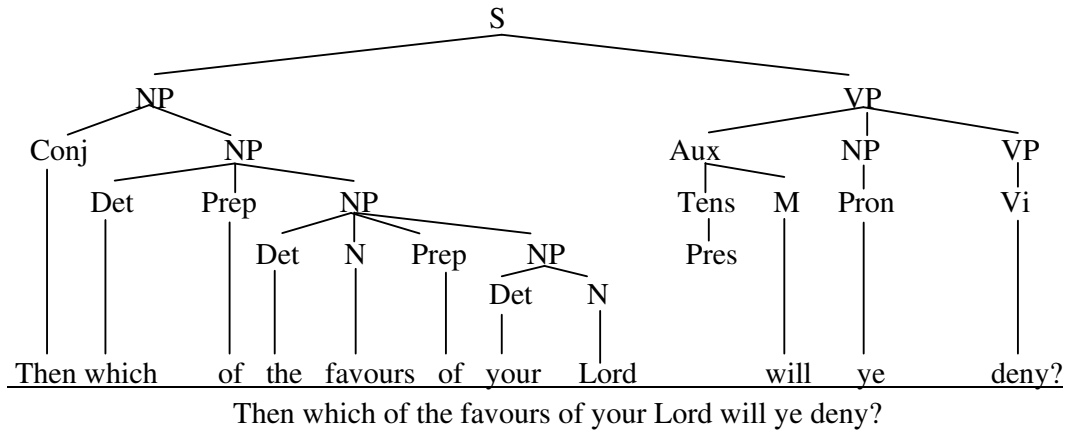 S
NP VP
Conj NP Aux NP VP
Det Prep NP Tens M Pron Vi
Det N Prep NP Pres
Det N
Then which of the favours of your Lord will ye deny?
Then which of the favours of your Lord will ye deny?